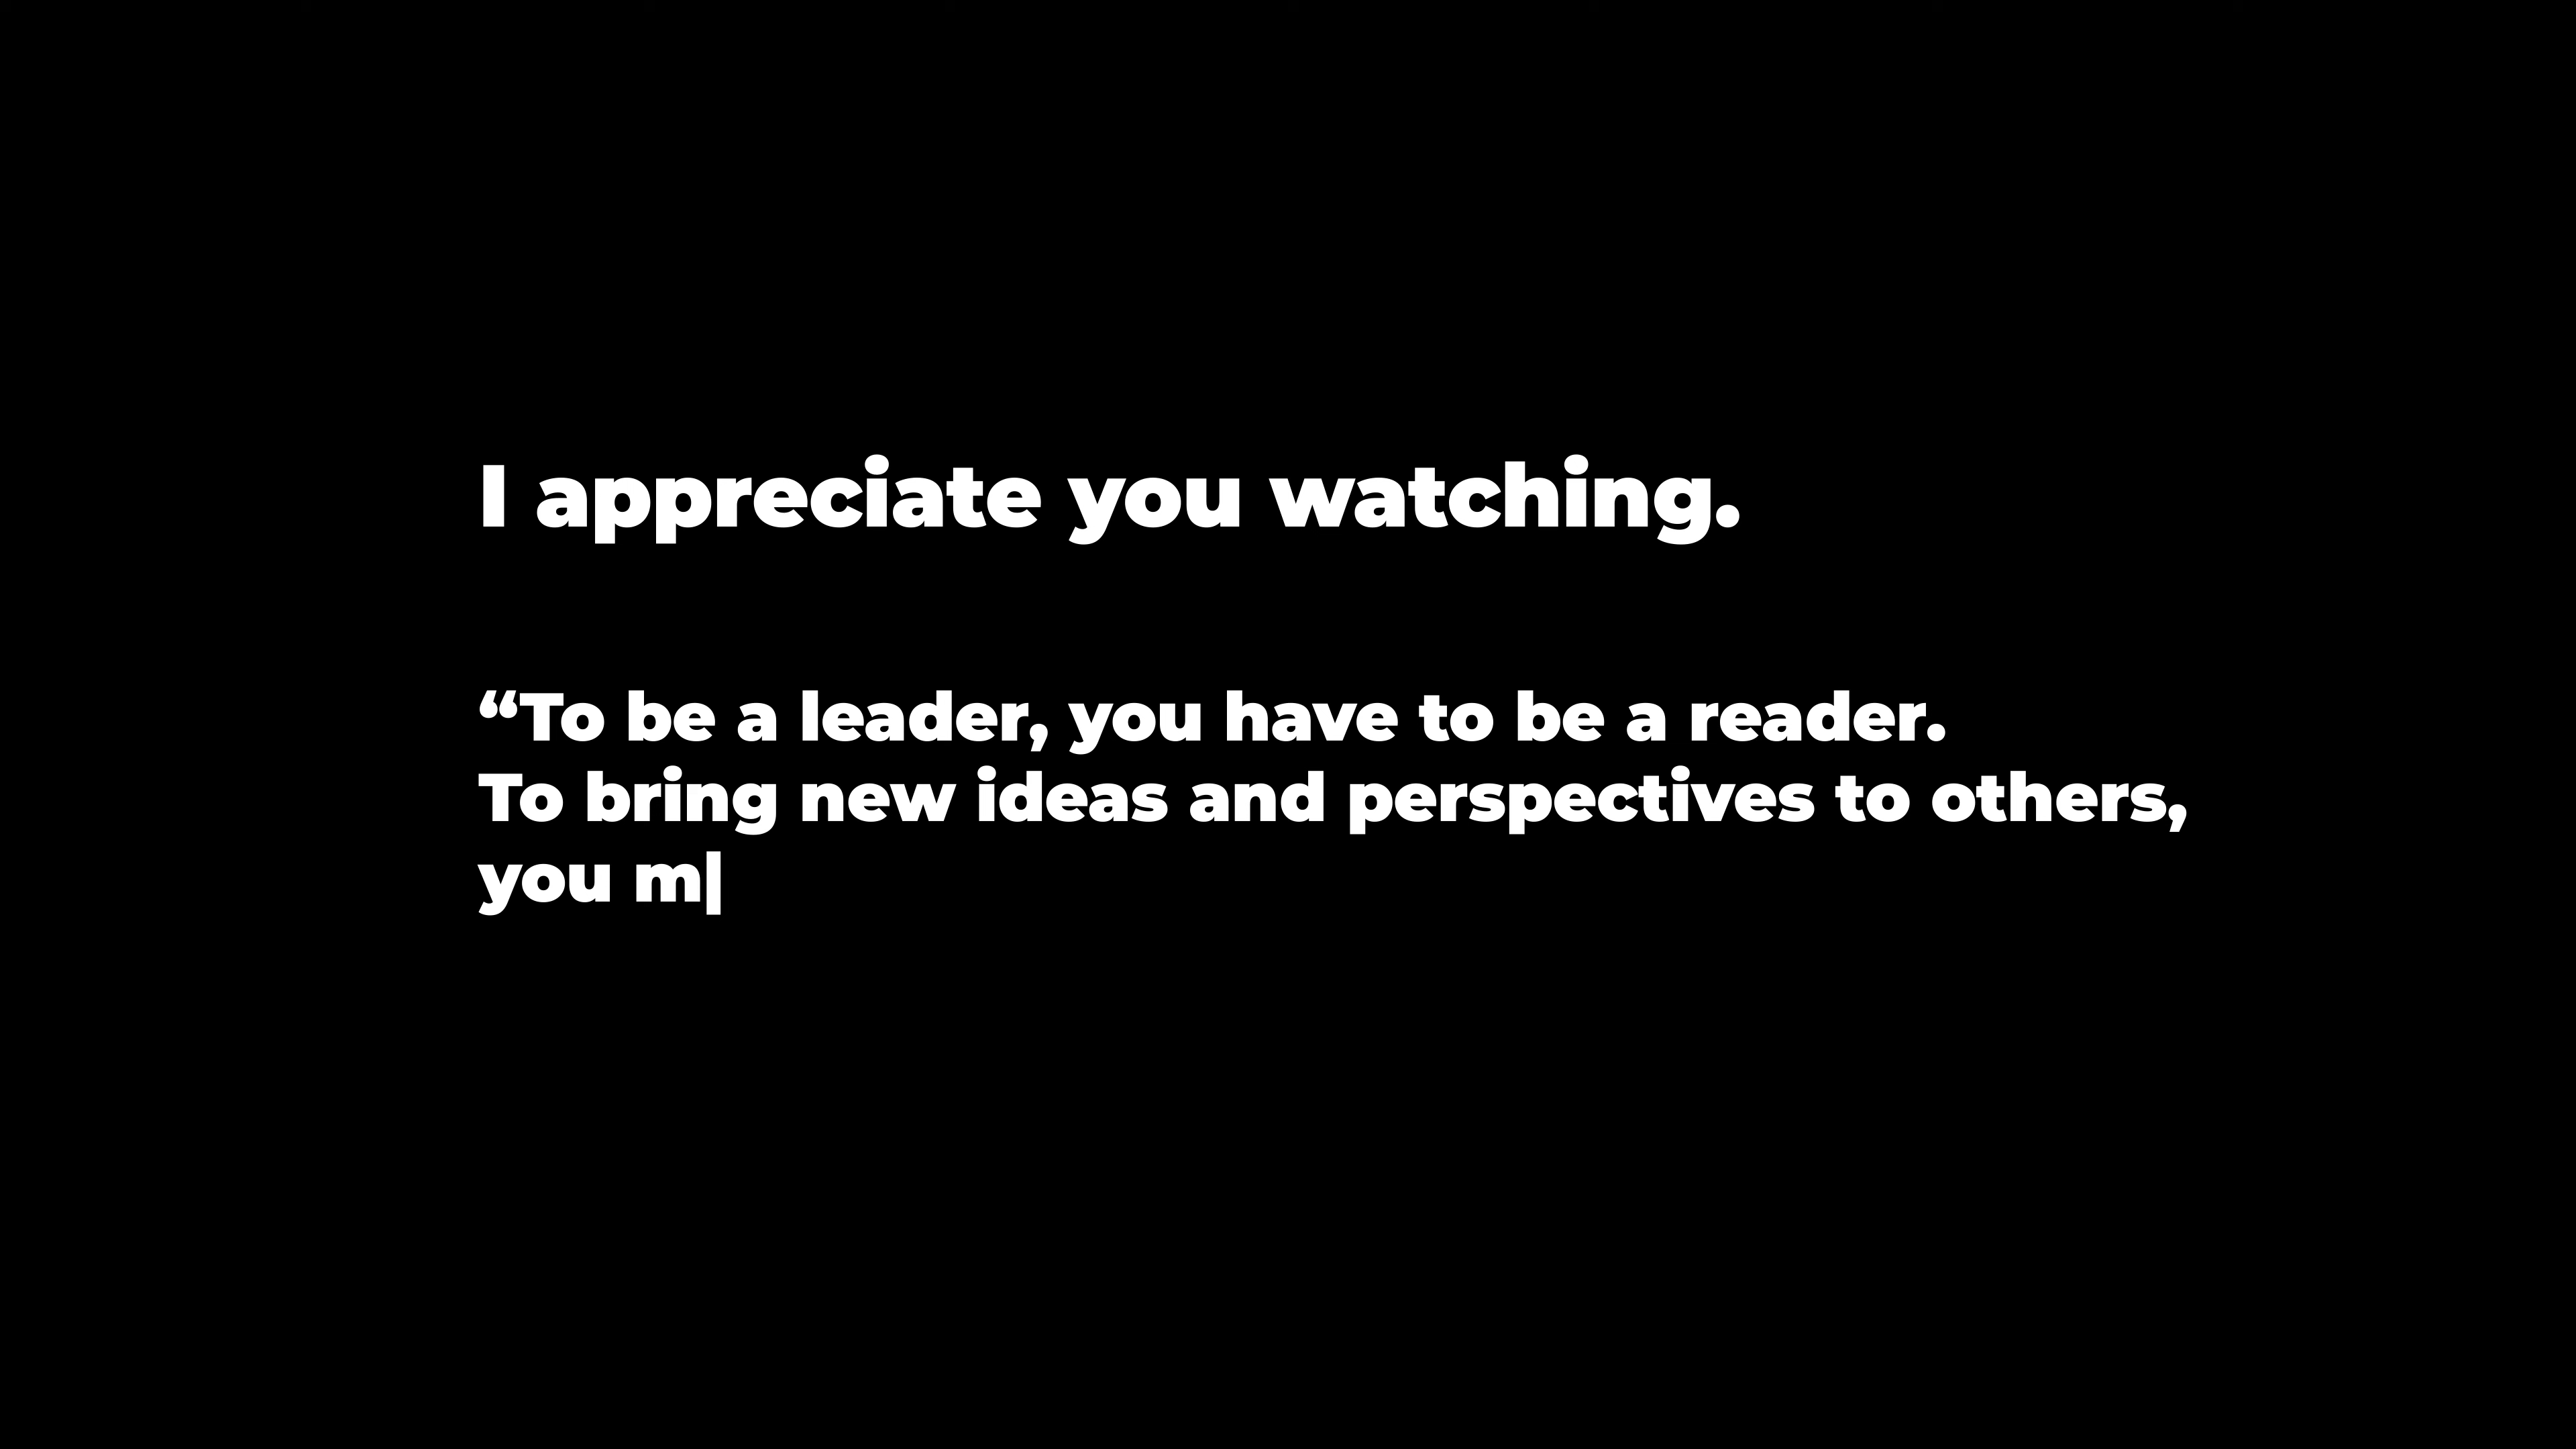 I appreciate you watching.
“To be a leader, you have to be a reader.
To bring new ideas and perspectives to others,
you m|